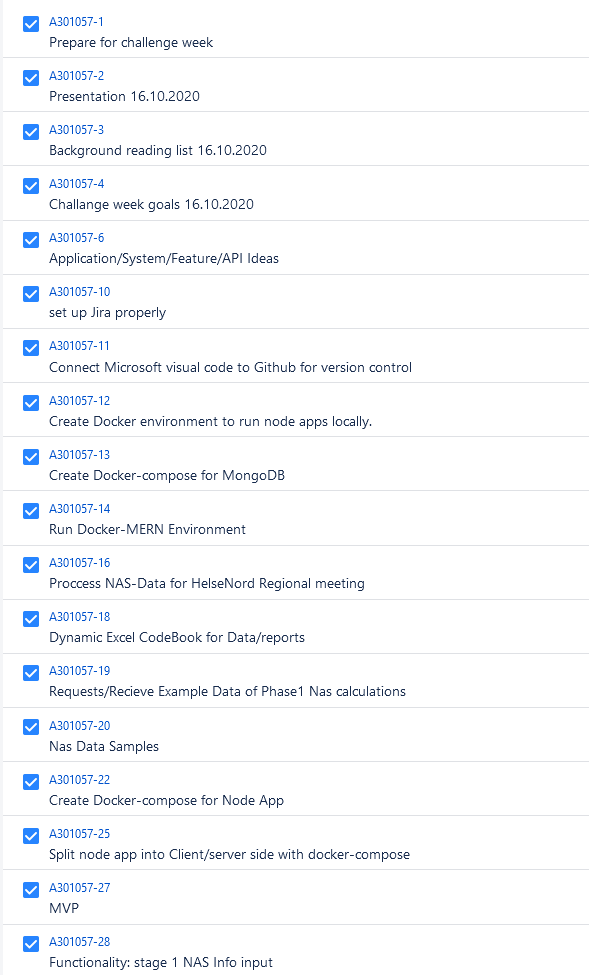 A301057-1
Prepare for challenge week
A301057-2
Presentation 16.10.2020
A301057-3
Background reading list 16.10.2020
A301057-4
Challange week goals 16.10.2020
A301057-6
Application/System/Feature/API Ideas
A301057-10
set up Jira properly
A301057-11
Connect Microsoft visual code to Github for version control
A301057-12
Create Docker environment to run node apps locally.
A301057-13
Create Docker-compose for MongoDB
A301057-14
Run Docker-MERN Environment
A301057-16
Proccess NAS-Data for HelseNord Regional meeting
A301057-18
Dynamic Excel CodeBook for Data/reports
A301057-19
Requests/Recieve Example Data of Phase1 Nas calculations
A301057-20
Nas Data Samples
A301057-22
Create Docker-compose for Node App
A301057-25
Split node app into Client/server side with docker-compose
A301057-27
MVP
A301057-28
Functionality: stage 1 NAS Info input